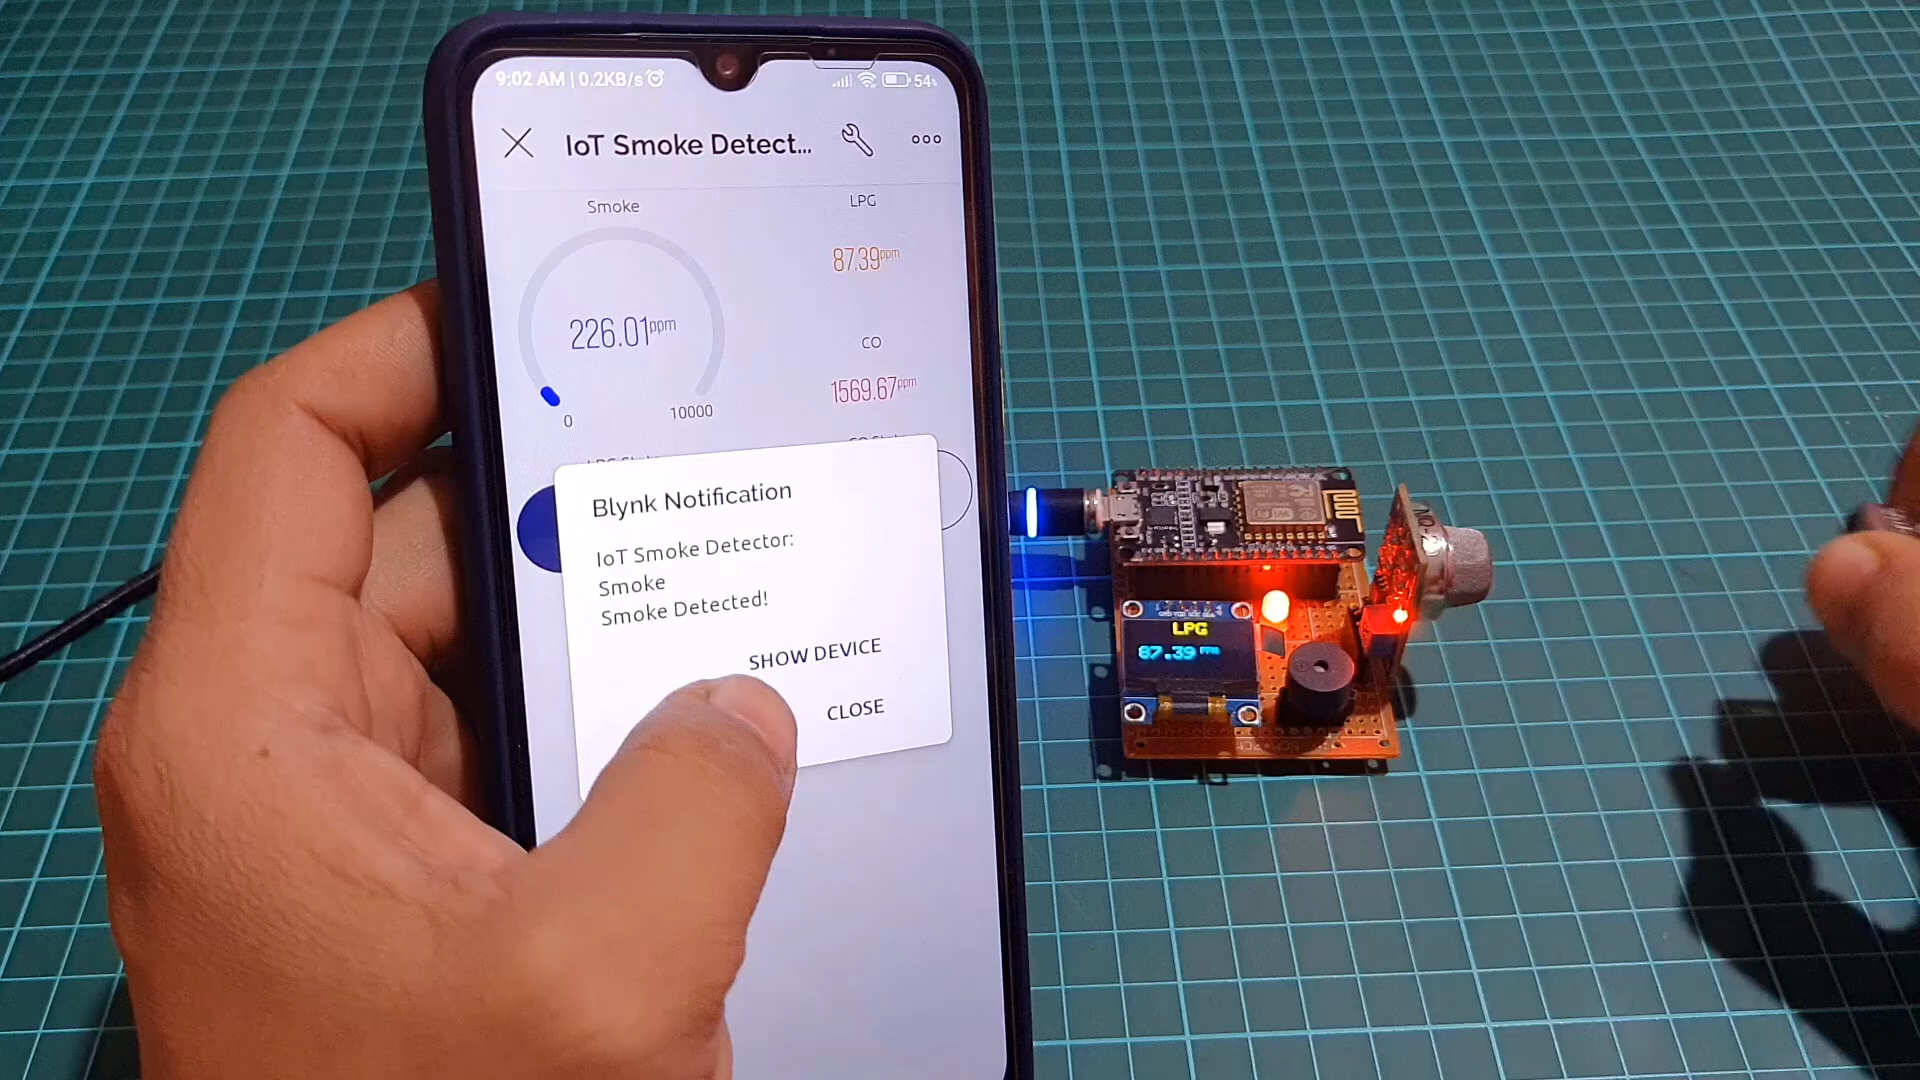 9:02 AM | 0.2KB/s
54%
IoT Smoke Detect...
Smoke
LPG
226.01ppm
87.39ppm
CO
1569.67ppm
0
10000
Blynk Notification
IoT Smoke Detector:
Smoke
Smoke Detected!
SHOW DEVICE
CLOSE
LPG
87.39 PPM